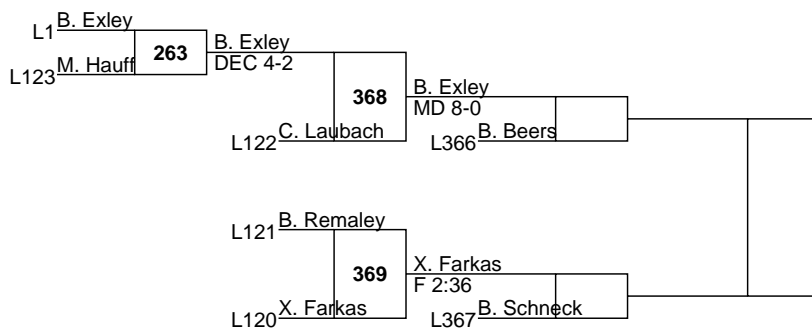 L1 B. Exley
263
L123 M. Hauff
B. Exley
DEC 4-2
368
L122 C. Laubach
B. Exley
MD 8-0
L366 B. Beers
L121 B. Remaley
369
L120 X. Farkas
X. Farkas
F 2:36
L367 B. Schneck